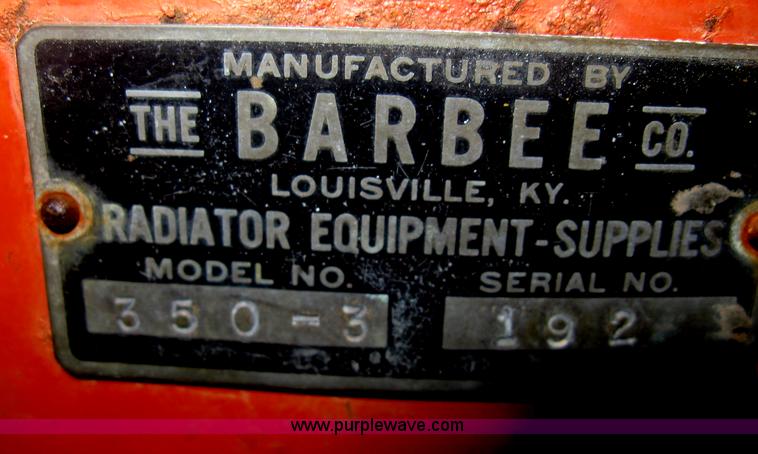 MANUFACTURED BY
THE BARBEE CO.
LOUISVILLE, KY.
RADIATOR EQUIPMENT-SUPPLIES
MODEL NO. SERIAL NO.
350-3 192
www.purplewave.com